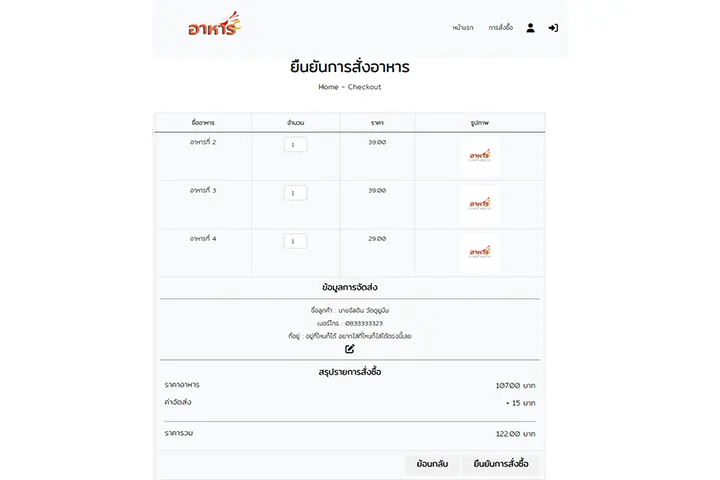 อาหาร
หน้าแรก การสั่งซื้อ
ยืนยันการสั่งอาหาร
Home - Checkout
ชื่ออาหาร จำนวน ราคา รูปภาพ
อาหารที่ 2 1 39.00 อาหาร
อาหารที่ 3 1 39.00 อาหาร
อาหารที่ 4 1 29.00 อาหาร
ข้อมูลการจัดส่ง
ชื่อลูกค้า : นายอัสติน วัดดุยูมีน
เบอร์โทร : 0833333323
ที่อยู่ : อยู่ที่ไหนก็ได้ อยากใส่ที่ไหนก็ใส่ได้ตรงนี้เลย
สรุปรายการสั่งซื้อ
ราคาอาหาร 107.00 บาท
ค่าจัดส่ง + 15 บาท
ราคารวม 122.00 บาท
ย้อนกลับ ยืนยันการสั่งซื้อ